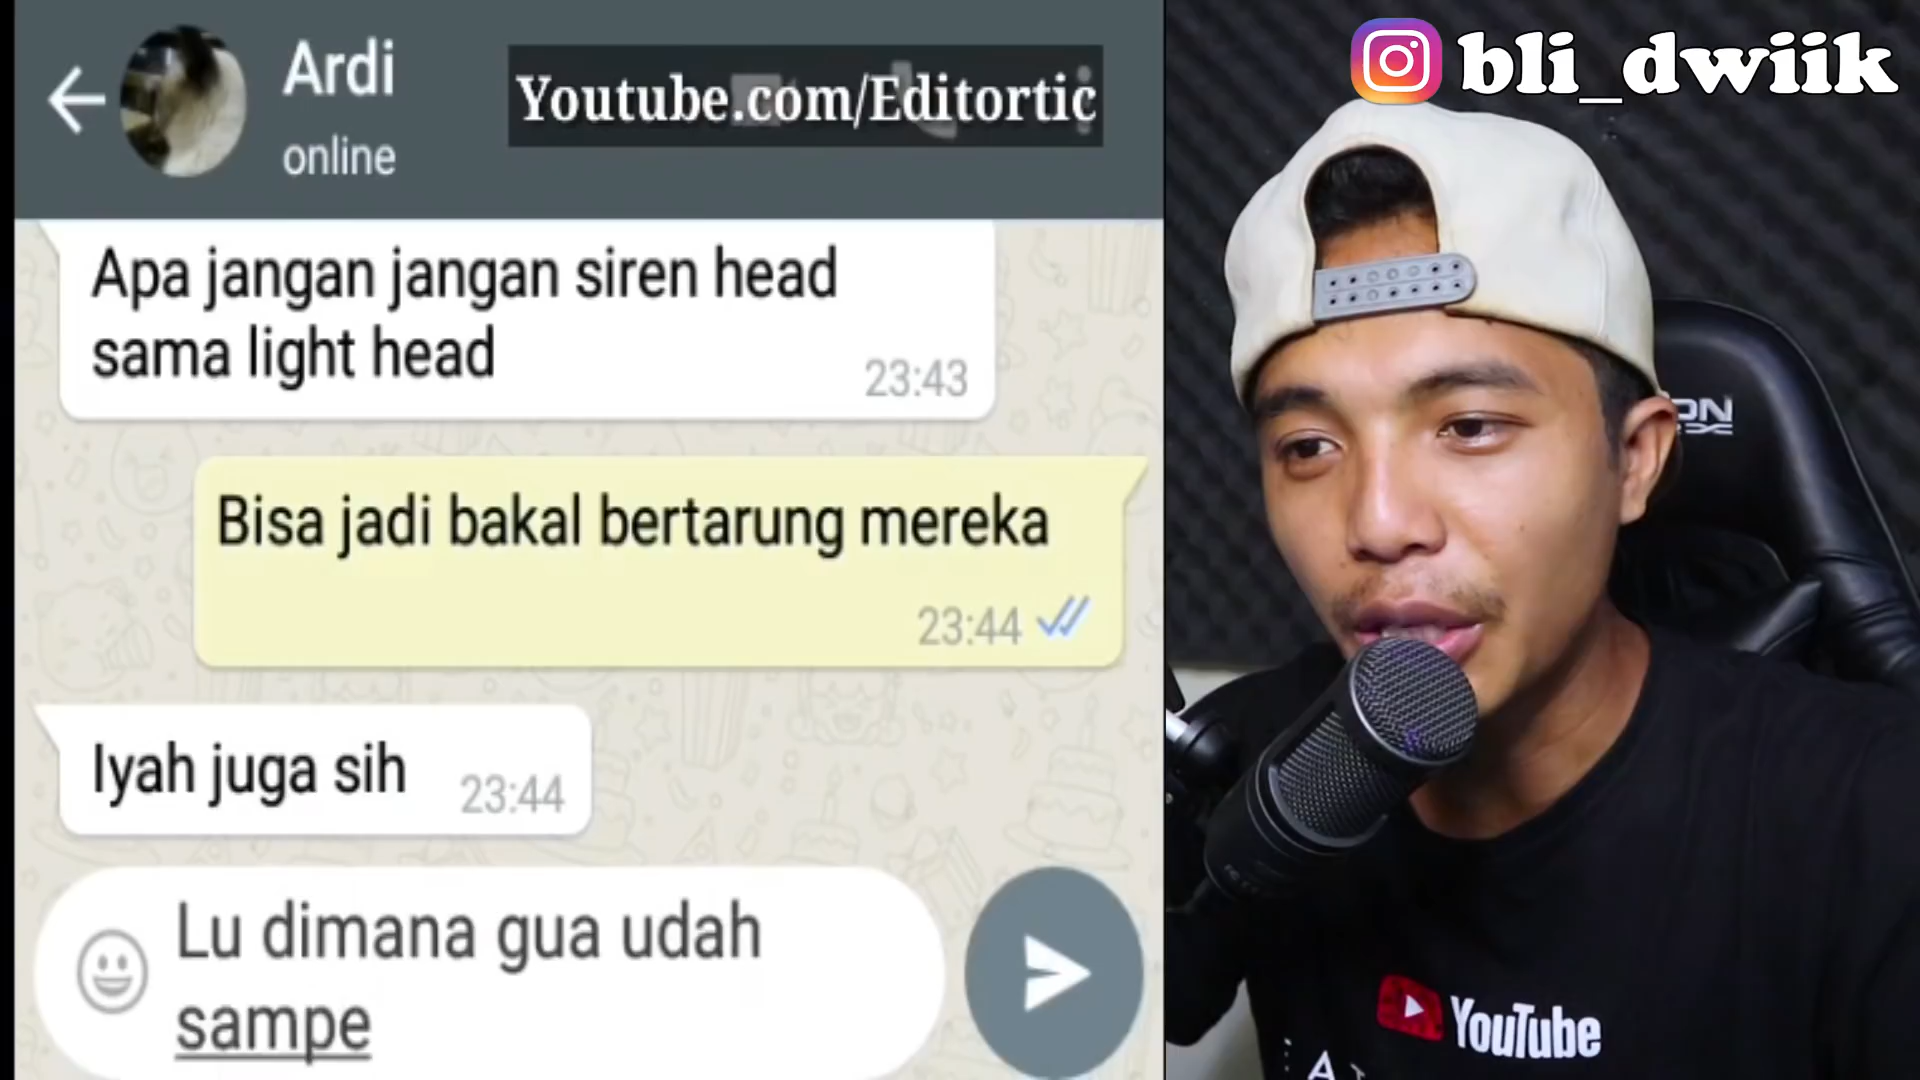 Ardi
online
Youtube.com/Editortic
Apa jangan jangan siren head
sama light head
23:43
Bisa jadi bakal bertarung mereka
23:44
Iyah juga sih
23:44
Lu dimana gua udah
sampe
bli_dwiik
YouTube